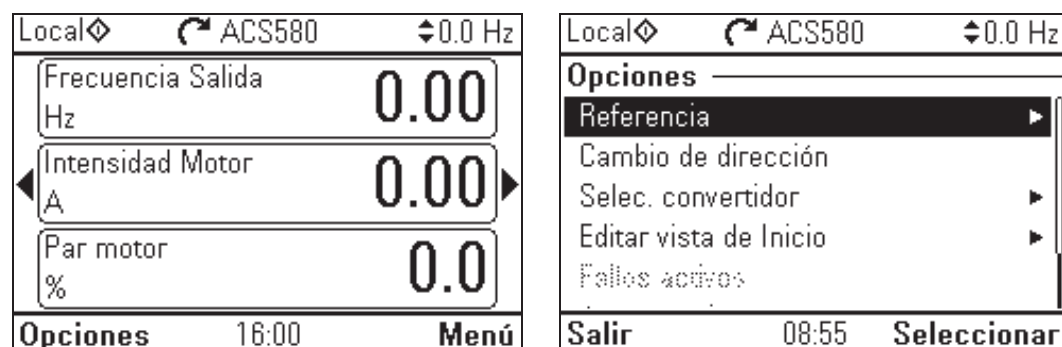 Local ACS580 0.0 Hz
Frecuencia Salida
Hz
0.00
Intensidad Motor
A
0.00
Par motor
%
0.0
Opciones 16:00 Menú
Local ACS580 0.0 Hz
Opciones
Referencia
Cambio de dirección
Selec. convertidor
Editar vista de Inicio
Fallos activos
Salir 08:55 Seleccionar